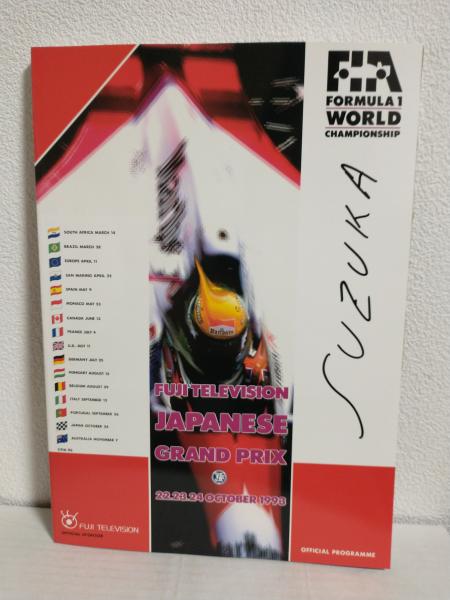 FIA
FORMULA 1
WORLD
CHAMPIONSHIP
SUZUKA
SOUTH AFRICA MARCH 14
BRAZIL MARCH 28
EUROPE APRIL 11
SAN MARINO APRIL 25
SPAIN MAY 9
MONACO MAY 23
CANADA JUNE 13
FRANCE JULY 4
U.K. JULY 11
GERMANY JULY 25
HUNGARY AUGUST 15
BELGIUM AUGUST 29
ITALY SEPTEMBER 12
PORTUGAL SEPTEMBER 26
JAPAN OCTOBER 24
AUSTRALIA NOVEMBER 7
Marlboro
FUJI TELEVISION
JAPANESE
GRAND PRIX
22.23.24 OCTOBER 1993
FUJI TELEVISION
OFFICIAL SPONSOR
OFFICIAL PROGRAMME